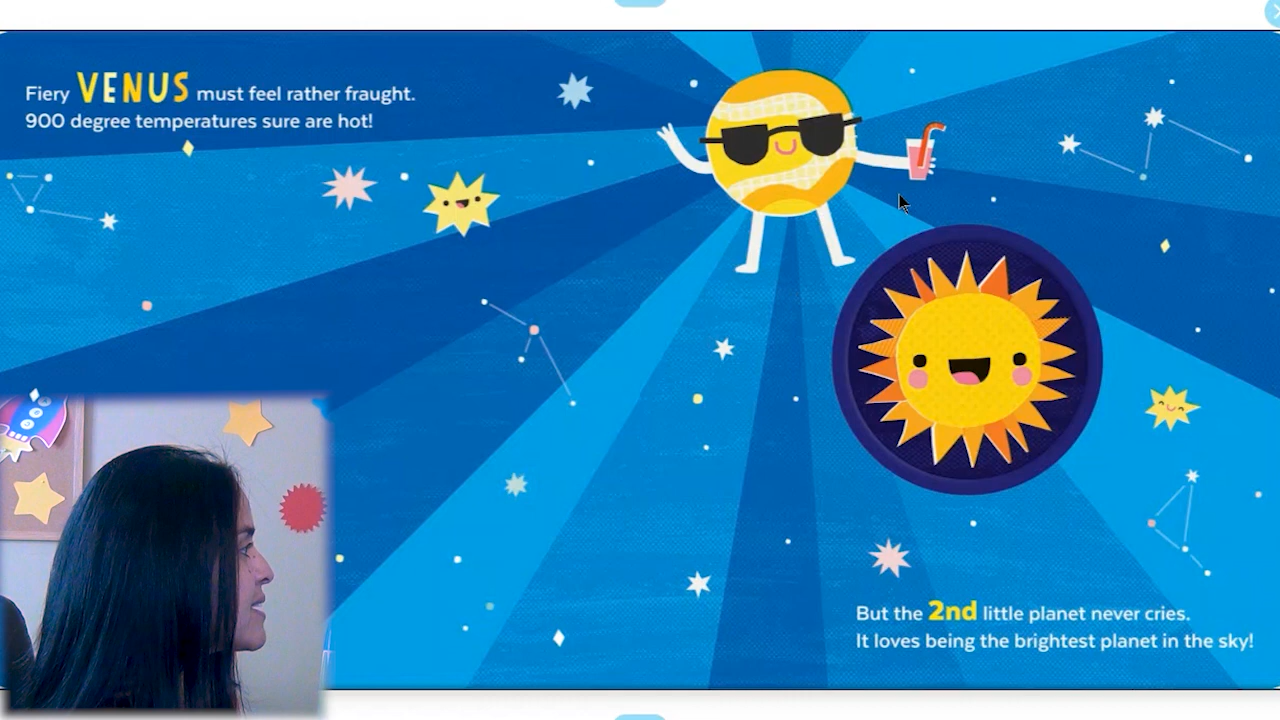 Fiery VENUS must feel rather fraught.
900 degree temperatures sure are hot!
But the 2nd little planet never cries.
It loves being the brightest planet in the sky!